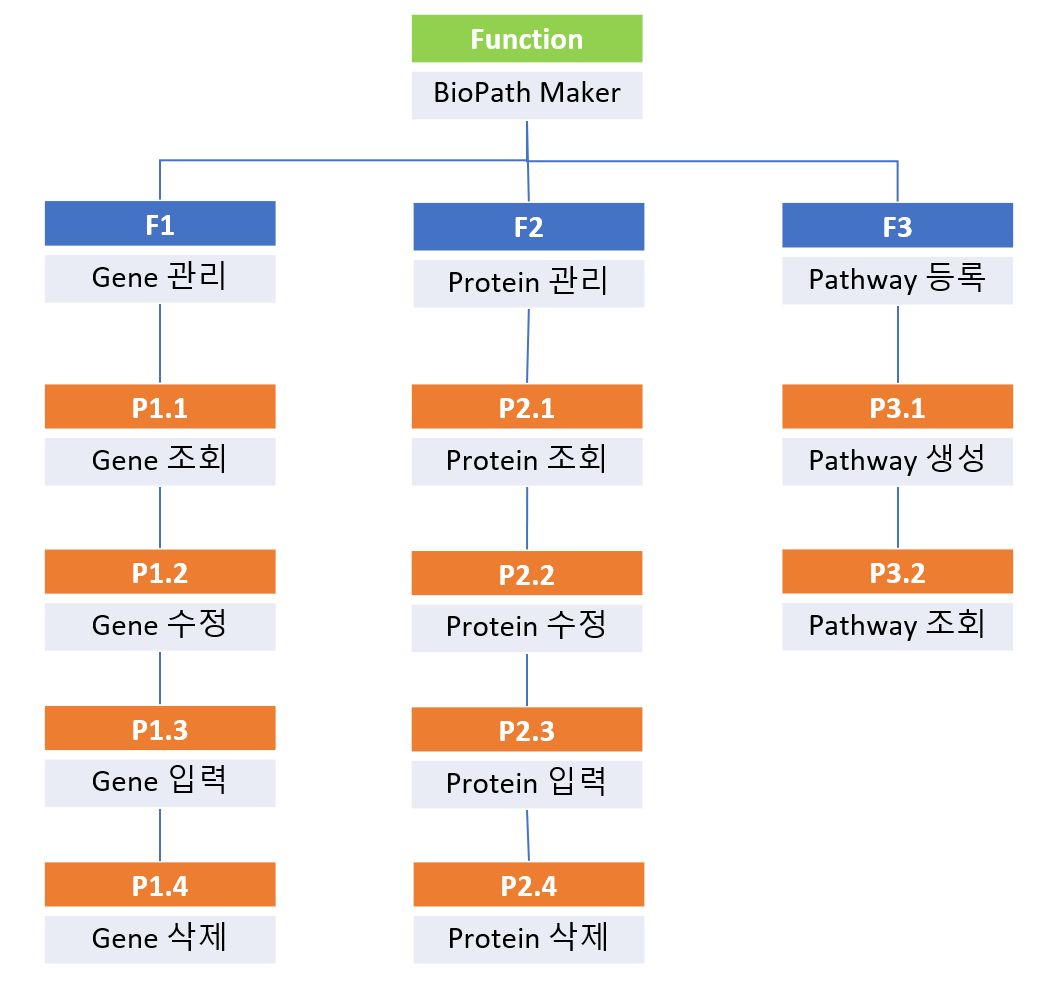 Function
BioPath Maker
F1
Gene 관리
F2
Protein 관리
F3
Pathway 등록
P1.1
Gene 조회
P2.1
Protein 조회
P3.1
Pathway 생성
P1.2
Gene 수정
P2.2
Protein 수정
P3.2
Pathway 조회
P1.3
Gene 입력
P2.3
Protein 입력
P1.4
Gene 삭제
P2.4
Protein 삭제